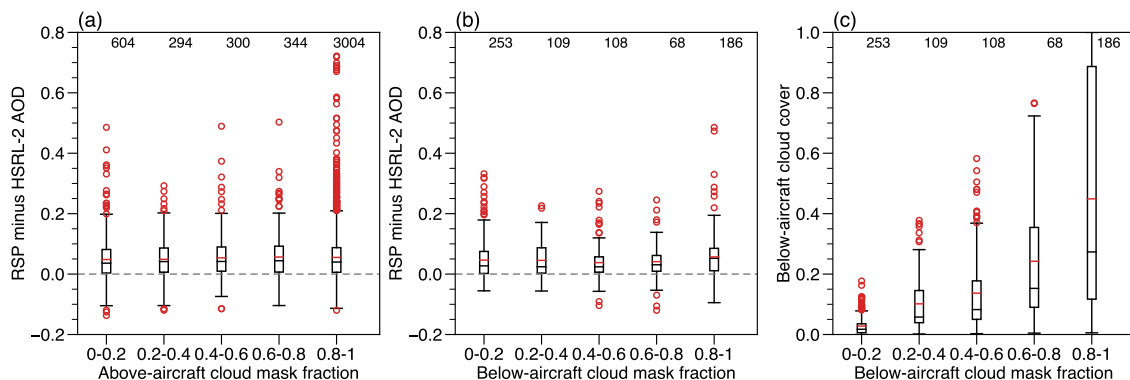 (a)
604 294 300 344 3004
0.8
0.6
0.4
0.2
0.0
−0.2
RSP minus HSRL-2 AOD
0-0.2 0.2-0.4 0.4-0.6 0.6-0.8 0.8-1
Above-aircraft cloud mask fraction
(b)
253 109 108 68 186
0.8
0.6
0.4
0.2
0.0
−0.2
RSP minus HSRL-2 AOD
0-0.2 0.2-0.4 0.4-0.6 0.6-0.8 0.8-1
Below-aircraft cloud mask fraction
(c)
253 109 108 68 186
1.0
0.8
0.6
0.4
0.2
0.0
Below-aircraft cloud cover
0-0.2 0.2-0.4 0.4-0.6 0.6-0.8 0.8-1
Below-aircraft cloud mask fraction